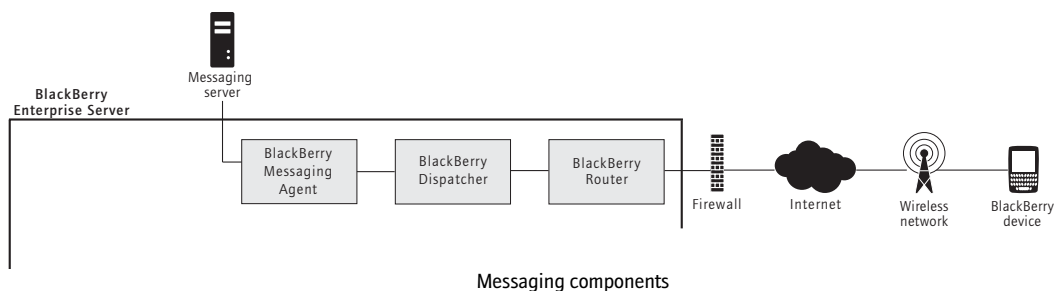 Messaging
server
BlackBerry
Enterprise Server
BlackBerry
Messaging
Agent
BlackBerry
Dispatcher
BlackBerry
Router
Firewall
Internet
Wireless
network
BlackBerry
device
Messaging components